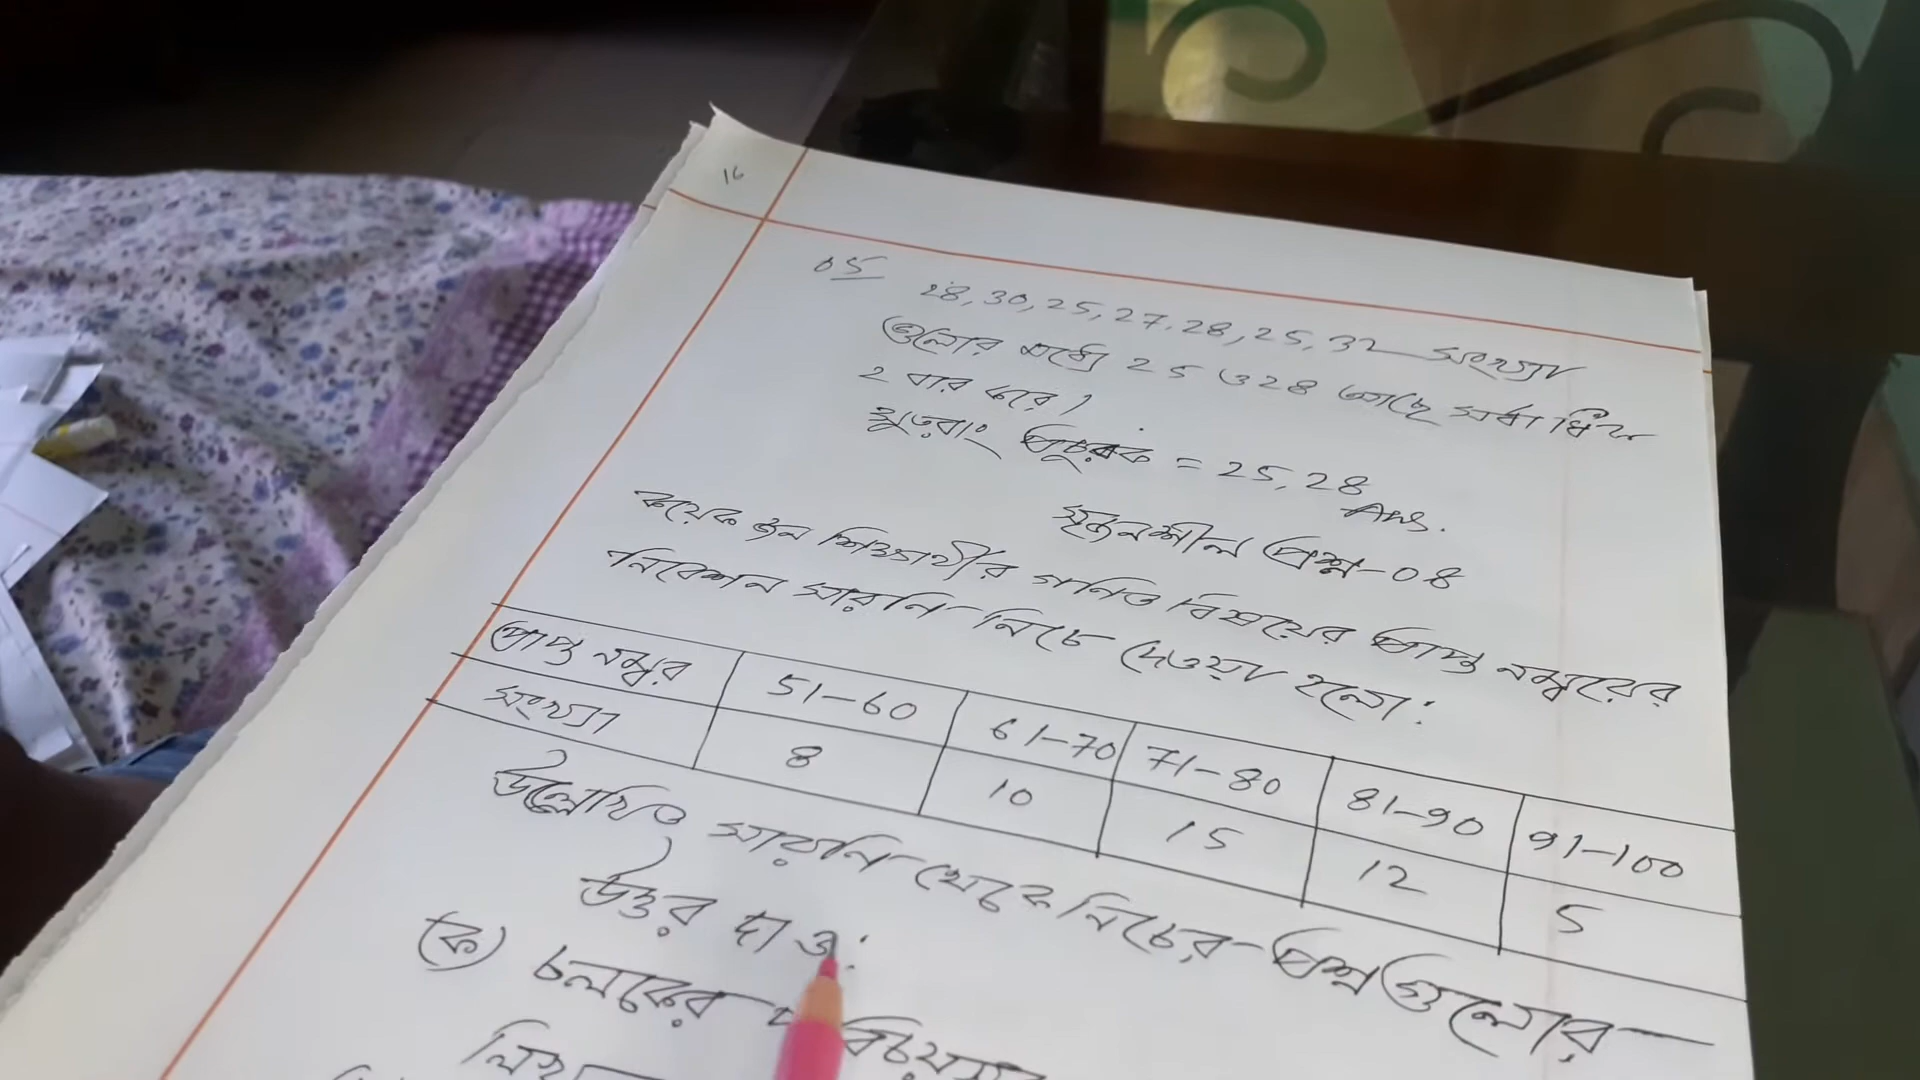 16
05
28, 30, 25, 27, 28, 25, 32 সংখ্যা
গুলোর মধ্যে 25 ও 28 আছে সর্বাধিক
2 বার করে।
সুতরাং প্রচুরক = 25, 28
Ans.
সৃজনশীল প্রশ্ন-08
কয়েক জন শিক্ষার্থীর গণিত বিষয়ের প্রাপ্ত নম্বরের
নিবেশন সারণি নিচে দেওয়া হলো:
প্রাপ্ত নম্বর 51-60 61-70 71-80 81-90 91-100
সংখ্যা 8 10 15 12 5
উল্লেখিত সারণি থেকে নিচের প্রশ্নগুলোর
উত্তর দাও:
(ক) চলকের